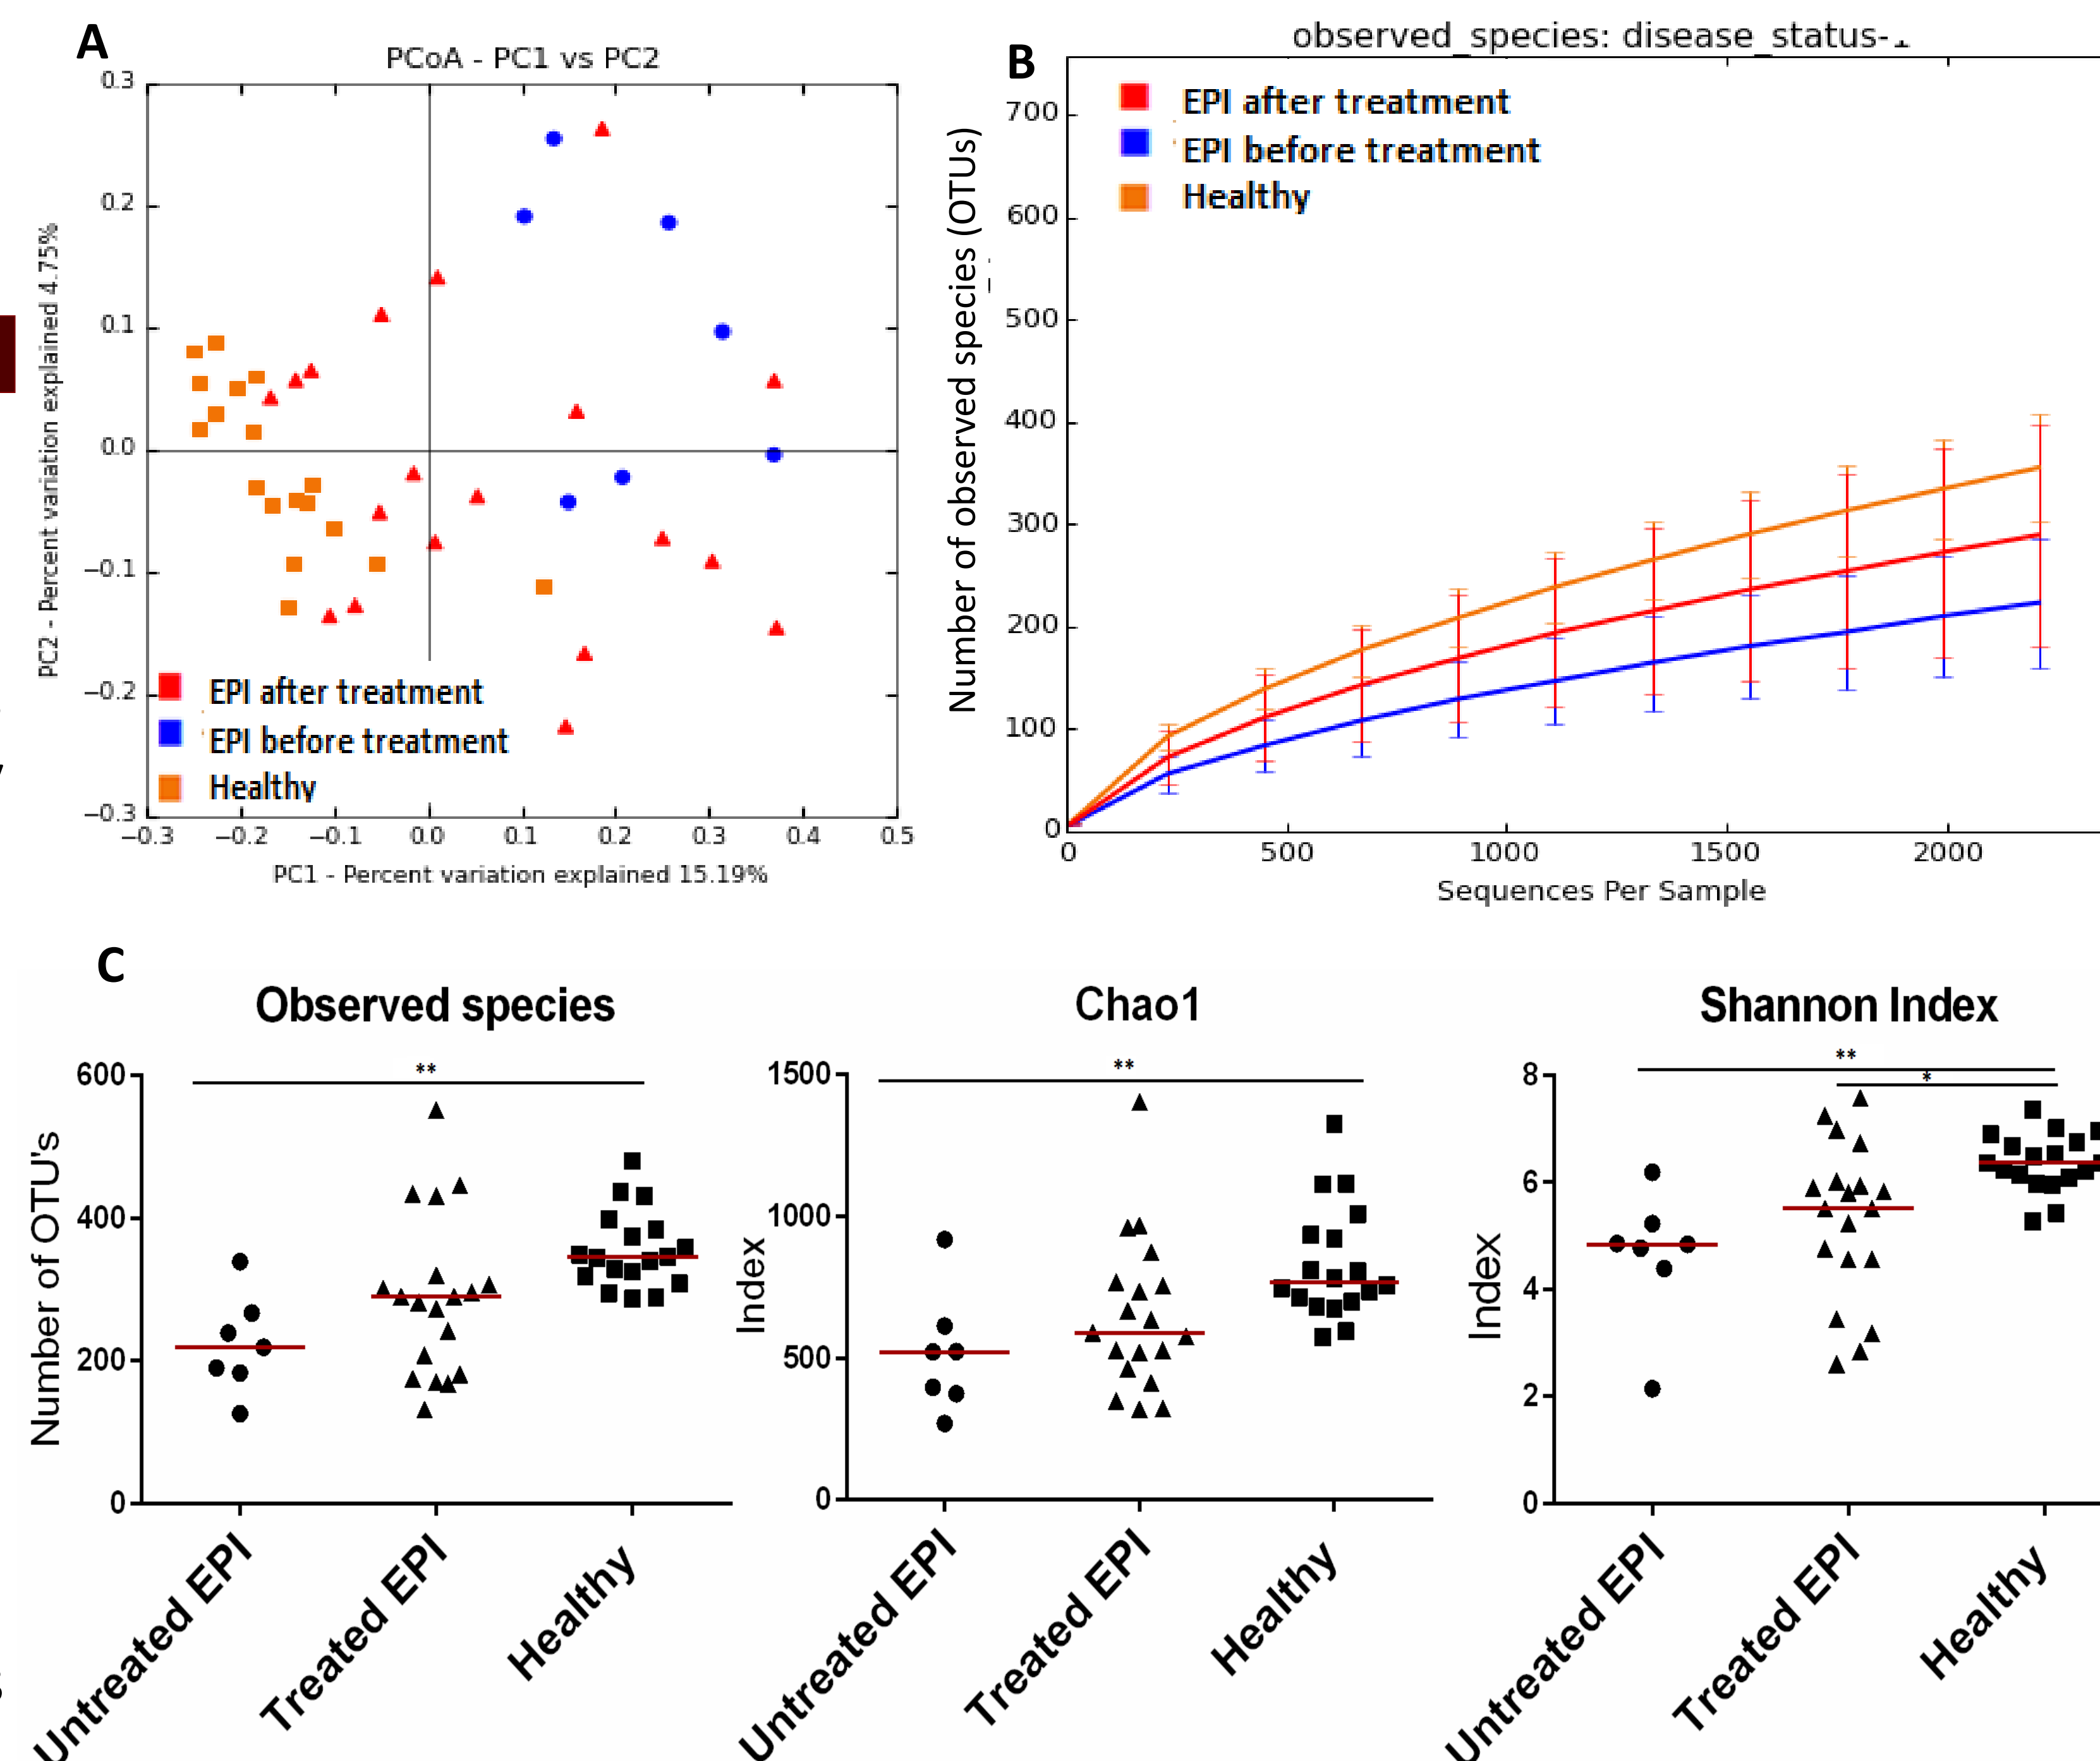 A
PCoA - PC1 vs PC2
0.3
0.2
0.1
0.0
−0.1
−0.2
−0.3
−0.3 −0.2 −0.1 0.0 0.1 0.2 0.3 0.4 0.5
PC2 - Percent variation explained 4.75%
PC1 - Percent variation explained 15.19%
EPI after treatment
EPI before treatment
Healthy
B
observed_species: disease_status-
EPI after treatment
EPI before treatment
Healthy
700
600
500
400
300
200
100
0
0 500 1000 1500 2000
Number of observed species (OTUs)
Sequences Per Sample
C
Observed species
**
600
400
200
0
Number of OTU's
Untreated EPI
Treated EPI
Healthy
Chao1
**
1500
1000
500
0
Index
Untreated EPI
Treated EPI
Healthy
Shannon Index
**
*
8
6
4
2
0
Index
Untreated EPI
Treated EPI
Healthy